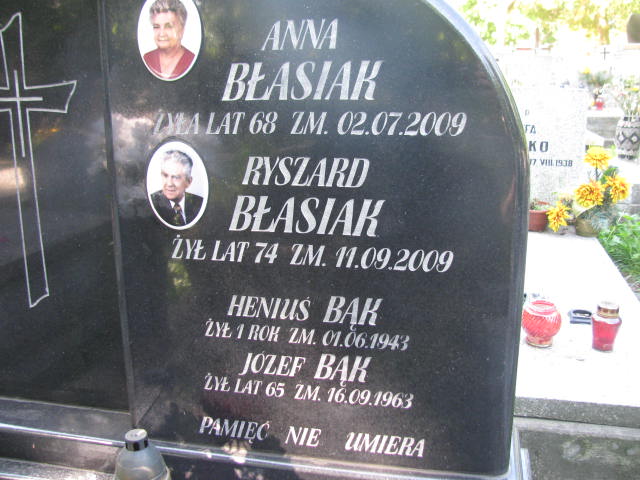 ANNA
BŁASIAK
ŻYŁA LAT 68 ZM. 02.07.2009
RYSZARD
BŁASIAK
ŻYŁ LAT 74 ZM. 11.09.2009
HENIUŚ BĄK
ŻYŁ 1 ROK ZM. 01.06.1943
JÓZEF BĄK
ŻYŁ LAT 65 ZM. 16.09.1963
PAMIĘĆ NIE UMIERA
VIII.1938